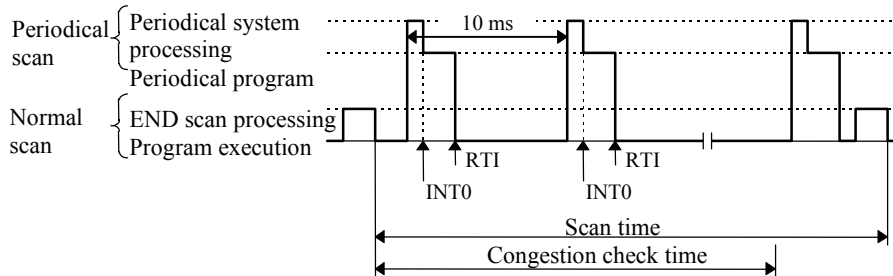 Periodical scan
Periodical system processing
Periodical program
Normal scan
END scan processing
Program execution
10 ms
RTI
RTI
INT0
INT0
Scan time
Congestion check time